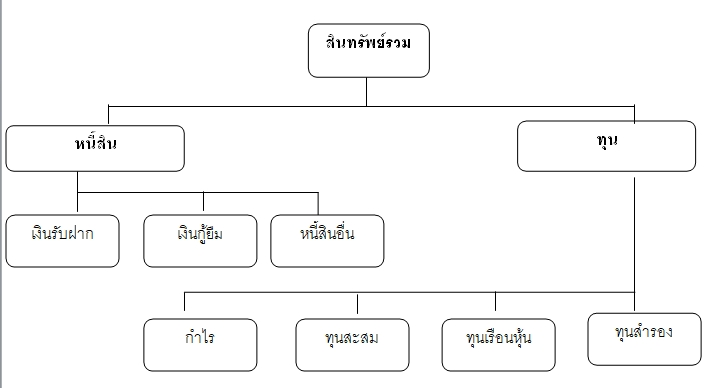 สินทรัพย์รวม
หนี้สิน
ทุน
เงินรับฝาก
เงินกู้ยืม
หนี้สินอื่น
กำไร
ทุนสะสม
ทุนเรือนหุ้น
ทุนสำรอง